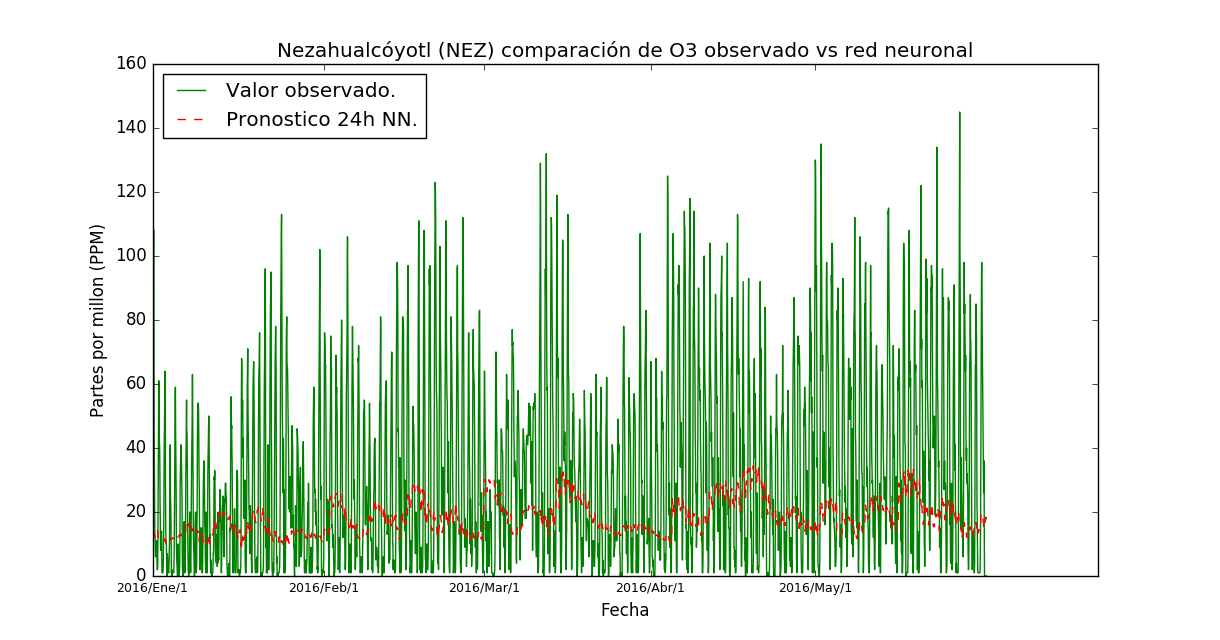 Nezahualcóyotl (NEZ) comparación de O3 observado vs red neuronal
Valor observado.
Pronostico 24h NN.
Partes por millon (PPM)
160
140
120
100
80
60
40
20
0
2016/Ene/1 2016/Feb/1 2016/Mar/1 2016/Abr/1 2016/May/1
Fecha